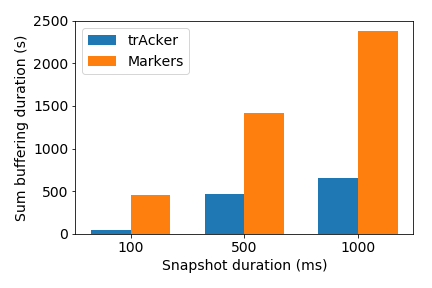 2500
2000
1500
1000
500
0
Sum buffering duration (s)
trAcker
Markers
100 500 1000
Snapshot duration (ms)